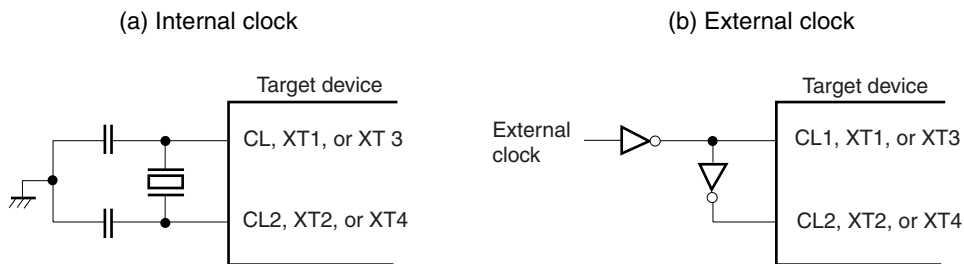 (a) Internal clock
Target device
CL, XT1, or XT 3
CL2, XT2, or XT4
(b) External clock
Target device
External
clock
CL1, XT1, or XT3
CL2, XT2, or XT4